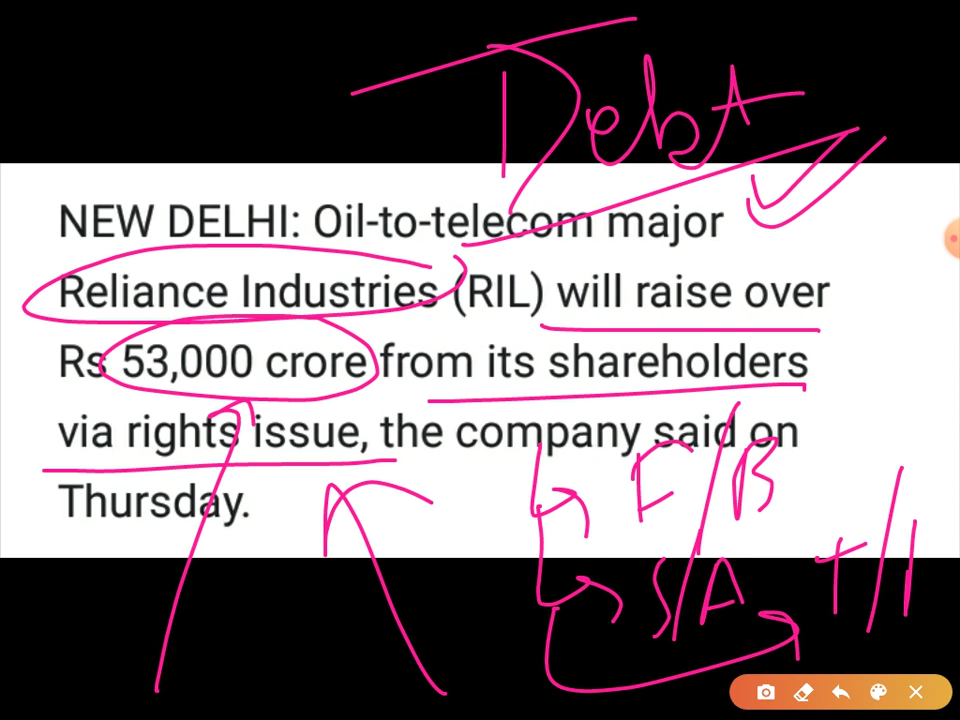 Debt
NEW DELHI: Oil-to-telecom major
Reliance Industries (RIL) will raise over
Rs 53,000 crore from its shareholders
via rights issue, the company said on
Thursday.
F/B
S/A
T/I